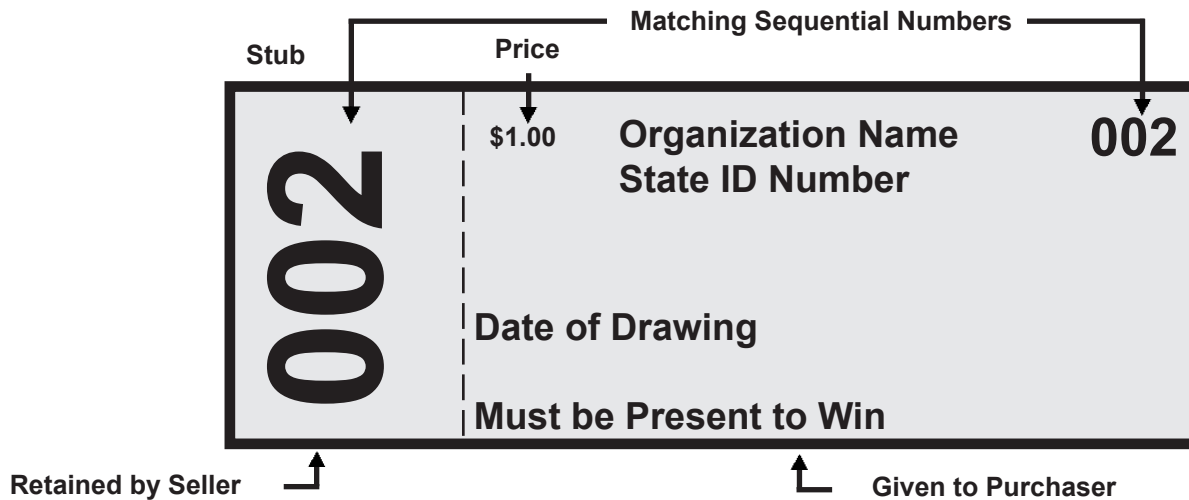 Matching Sequential Numbers
Stub
Price
002
$1.00
Organization Name
002
State ID Number
Date of Drawing
Must be Present to Win
Retained by Seller
Given to Purchaser